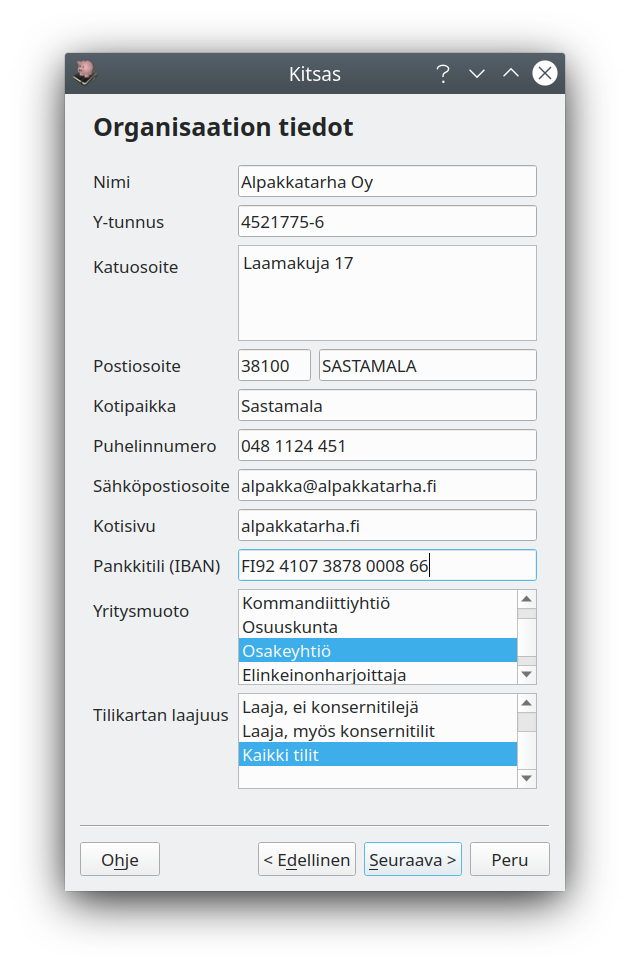 Kitsas
Organisaation tiedot
Nimi Alpakkatarha Oy
Y-tunnus 4521775-6
Katuosoite Laamakuja 17
Postiosoite 38100 SASTAMALA
Kotipaikka Sastamala
Puhelinnumero 048 1124 451
Sähköpostiosoite alpakka@alpakkatarha.fi
Kotisivu alpakkatarha.fi
Pankkitili (IBAN) FI92 4107 3878 0008 66
Yritysmuoto Kommandiittiyhtiö
Osuuskunta
Osakeyhtiö
Elinkeinonharjoittaja
Tilikartan laajuus Laaja, ei konsernitilejä
Laaja, myös konsernitilit
Kaikki tilit
Ohje < Edellinen Seuraava > Peru